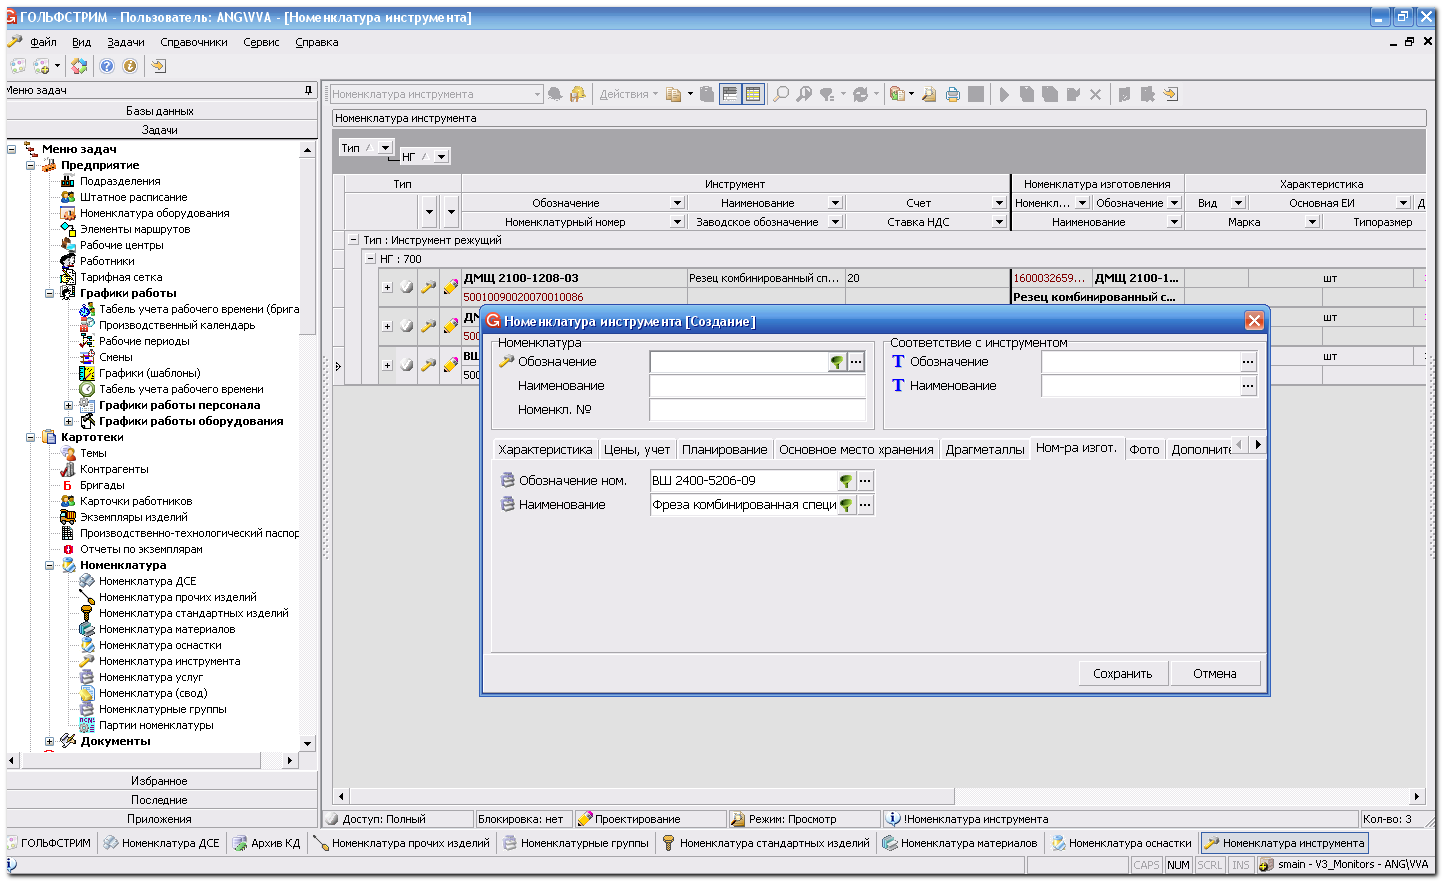 ГОЛЬФСТРИМ - Пользователь: ANG\VVA - [Номенклатура инструмента]
Файл Вид Задачи Справочники Сервис Справка
Меню задач
Номенклатура инструмента Действия
Базы данных
Номенклатура инструмента
Задачи
Меню задач
Предприятие
Подразделения
Штатное расписание
Номенклатура оборудования
Элементы маршрутов
Рабочие центры
Работники
Тарифная сетка
Графики работы
Табель учета рабочего времени (брига
Производственный календарь
Рабочие периоды
Смены
Графики (шаблоны)
Табель учета рабочего времени
Графики работы персонала
Графики работы оборудования
Картотеки
Темы
Контрагенты
Б Бригады
Карточки работников
Экземпляры изделий
Производственно-технологический паспор
Отчеты по экземплярам
Номенклатура
Номенклатура ДСЕ
Номенклатура прочих изделий
Номенклатура стандартных изделий
Номенклатура материалов
Номенклатура оснастки
Номенклатура инструмента
Номенклатура услуг
Номенклатура (свод)
Номенклатурные группы
Партии номенклатуры
Документы
Избранное
Последние
Приложения
Тип
НГ
Тип Инструмент Номенклатура изготовления Характеристика
Обозначение Наименование Счет Номенкл... Обозначение Вид Основная ЕИ Д
Номенклатурный номер Заводское обозначение Ставка НДС Наименование Марка Типоразмер
Тип : Инструмент режущий
НГ : 700
ДМЩ 2100-1208-03 Резец комбинированный сп... 20 1600032659... ДМЩ 2100-1... шт
50010090020070010086 Резец комбинированный с...
ДМ шт
500
ВШ шт
500
Номенклатура инструмента [Создание]
Номенклатура Соответствие с инструментом
Обозначение T Обозначение
Наименование T Наименование
Номенкл. №
Характеристика Цены, учет Планирование Основное место хранения Драгметаллы Ном-ра изгот. Фото Дополните
Обозначение ном. ВШ 2400-5206-09
Наименование Фреза комбинированная специ
Сохранить Отмена
Доступ: Полный Блокировка: нет Проектирование Режим: Просмотр !Номенклатура инструмента Кол-во: 3
ГОЛЬФСТРИМ Номенклатура ДСЕ Архив КД Номенклатура прочих изделий Номенклатурные группы Номенклатура стандартных изделий Номенклатура материалов Номенклатура оснастки Номенклатура инструмента
CAPS NUM SCRL INS smain - V3_Monitors - ANG\VVA